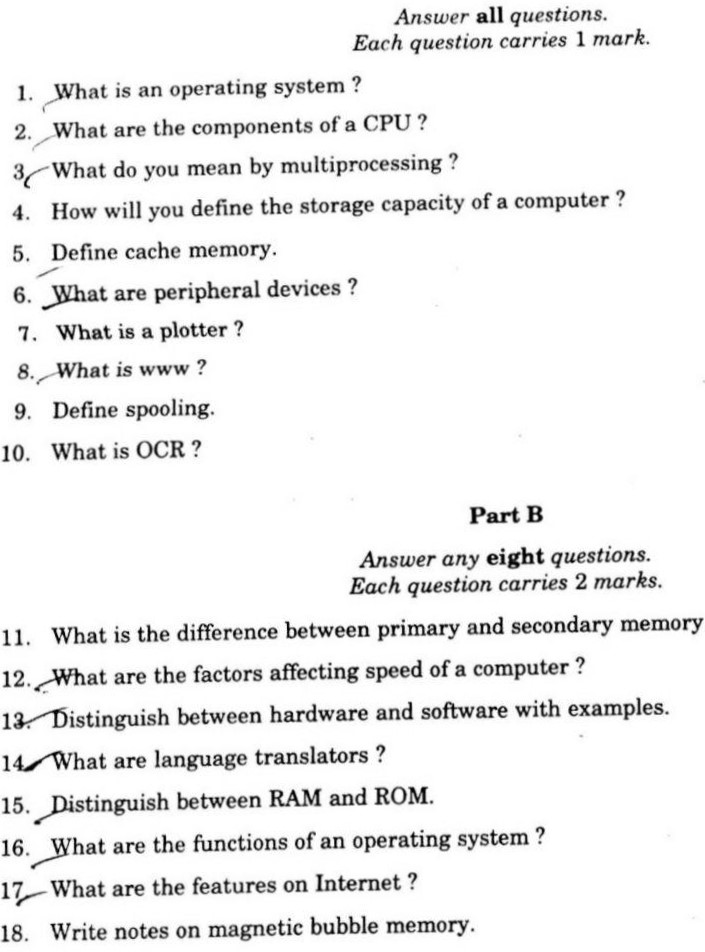 Answer all questions.
Each question carries 1 mark.
1. What is an operating system ?
2. What are the components of a CPU ?
3. What do you mean by multiprocessing ?
4. How will you define the storage capacity of a computer ?
5. Define cache memory.
6. What are peripheral devices ?
7. What is a plotter ?
8. What is www ?
9. Define spooling.
10. What is OCR ?
Part B
Answer any eight questions.
Each question carries 2 marks.
11. What is the difference between primary and secondary memory
12. What are the factors affecting speed of a computer ?
13. Distinguish between hardware and software with examples.
14. What are language translators ?
15. Distinguish between RAM and ROM.
16. What are the functions of an operating system ?
17. What are the features on Internet ?
18. Write notes on magnetic bubble memory.